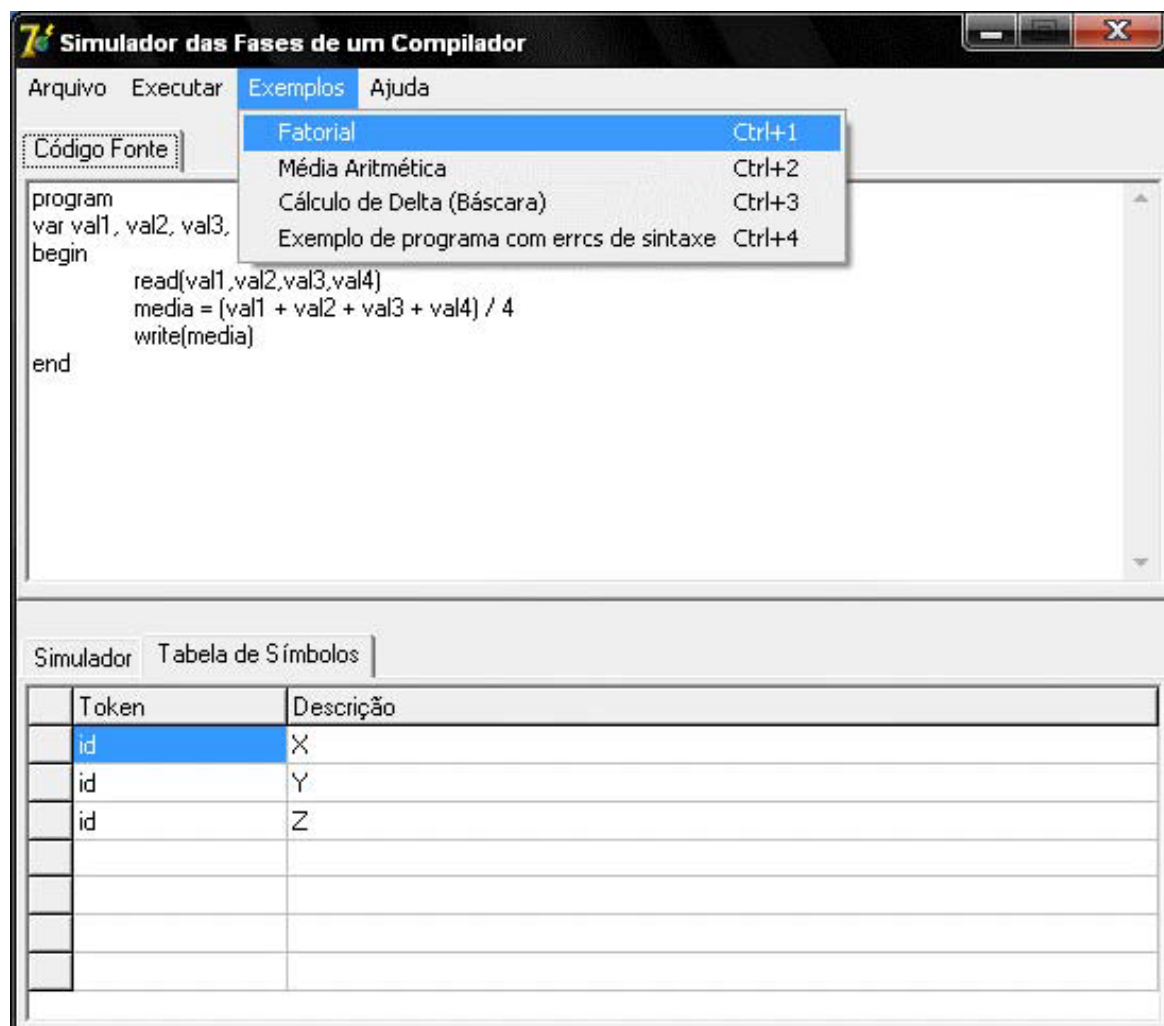 Simulador das Fases de um Compilador
Arquivo Executar Exemplos Ajuda
Fatorial Ctrl+1
Média Aritmética Ctrl+2
Cálculo de Delta (Báscara) Ctrl+3
Exemplo de programa com errcs de sintaxe Ctrl+4
Código Fonte
program
var val1, val2, val3,
begin
read(val1,val2,val3,val4)
media = (val1 + val2 + val3 + val4) / 4
write(media)
end
Simulador Tabela de Símbolos
Token Descrição
id X
id Y
id Z